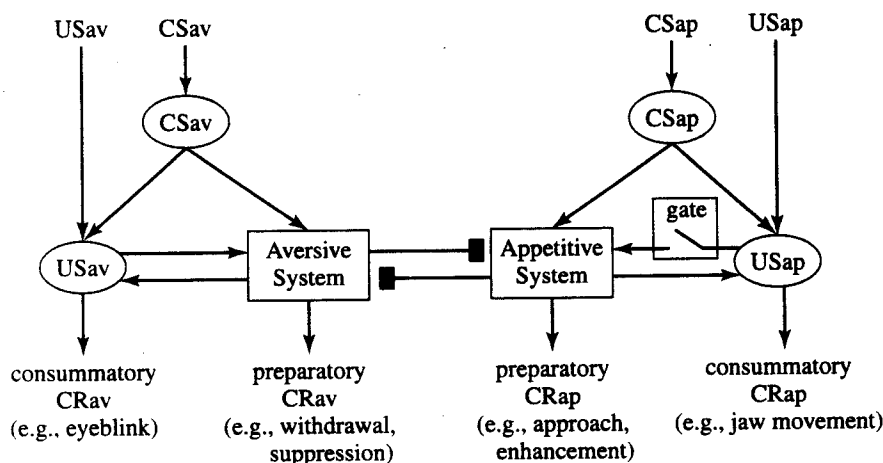 USav
CSav
CSap
USap
CSav
CSap
gate
USav
Aversive
System
Appetitive
System
USap
consummatory
CRav
(e.g., eyeblink)
preparatory
CRav
(e.g., withdrawal,
suppression)
preparatory
CRap
(e.g., approach,
enhancement)
consummatory
CRap
(e.g., jaw movement)